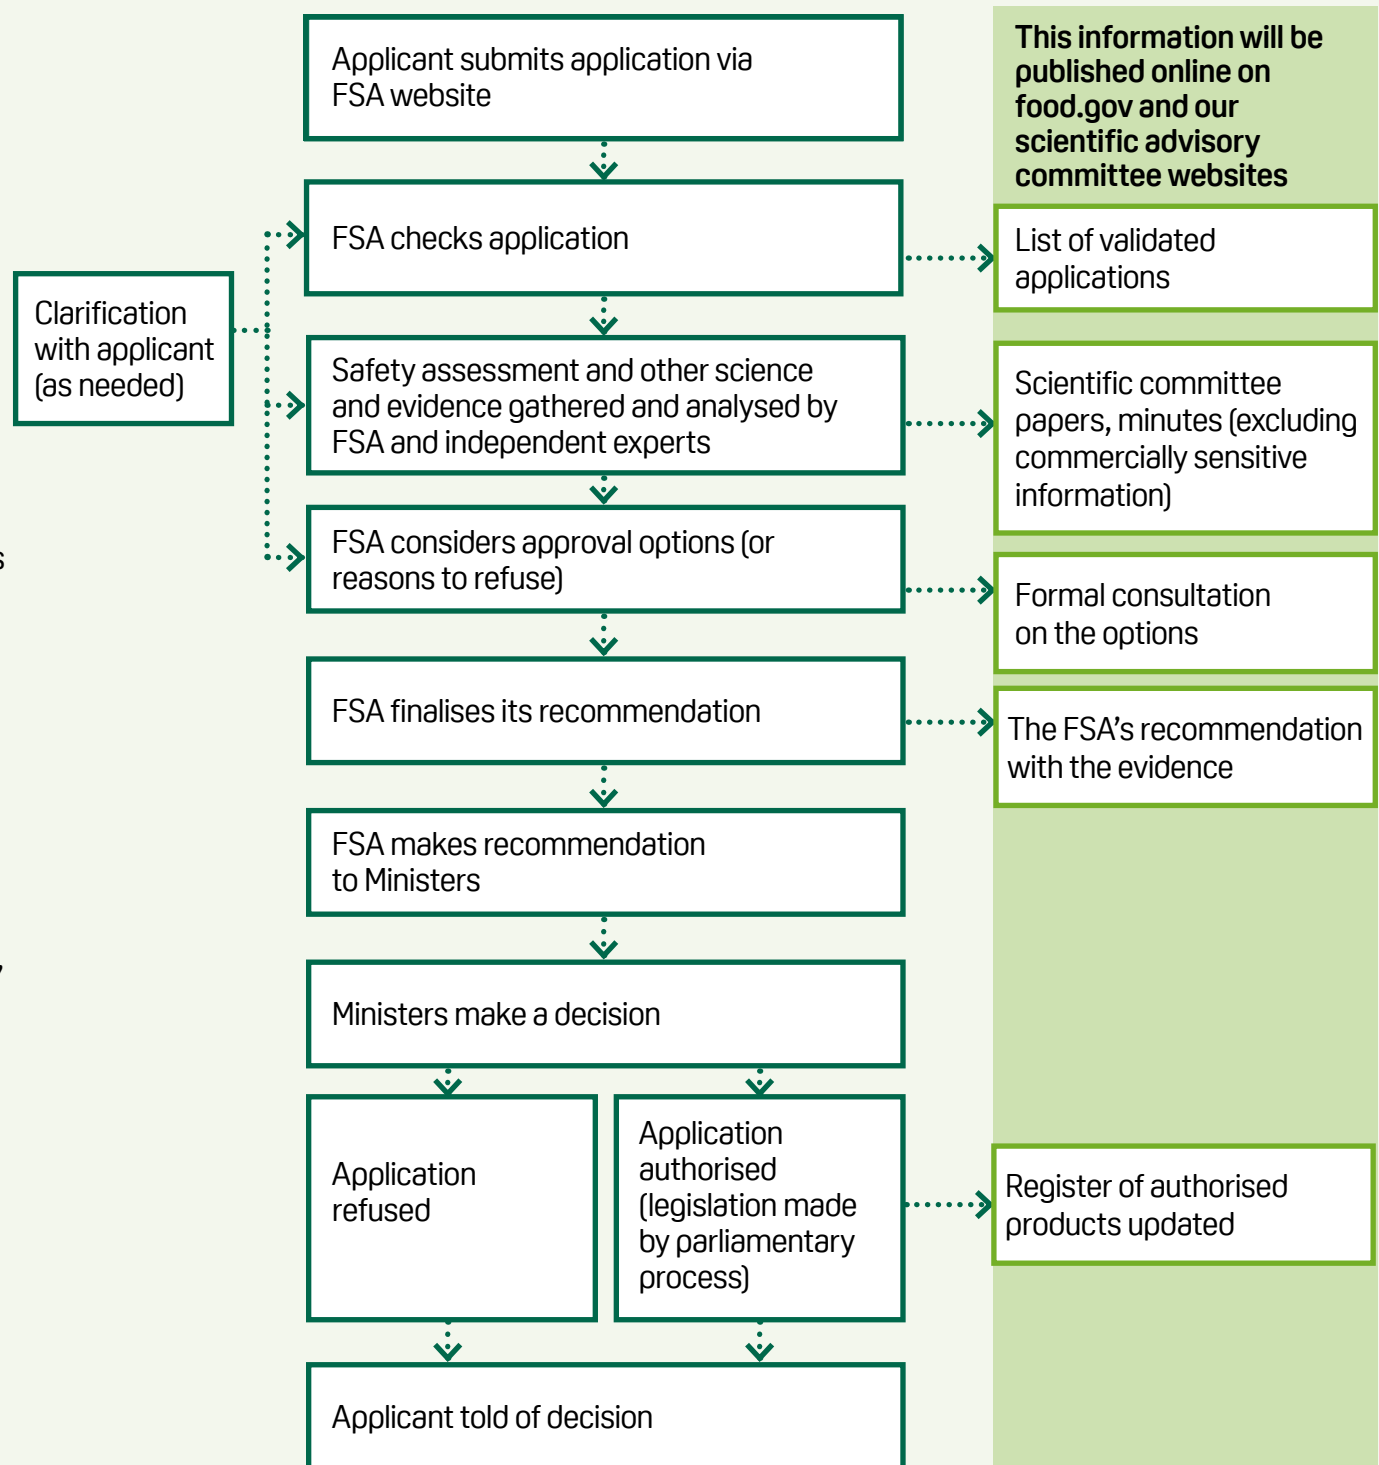 Applicant submits application via
FSA website
This information will be
published online on
food.gov and our
scientific advisory
committee websites
FSA checks application
List of validated
applications
Clarification
with applicant
(as needed)
Safety assessment and other science
and evidence gathered and analysed by
FSA and independent experts
Scientific committee
papers, minutes (excluding
commercially sensitive
information)
s
FSA considers approval options (or
reasons to refuse)
Formal consultation
on the options
FSA finalises its recommendation
The FSA’s recommendation
with the evidence
FSA makes recommendation
to Ministers
,
Ministers make a decision
Application
refused
Application
authorised
(legislation made
by parliamentary
process)
Register of authorised
products updated
Applicant told of decision